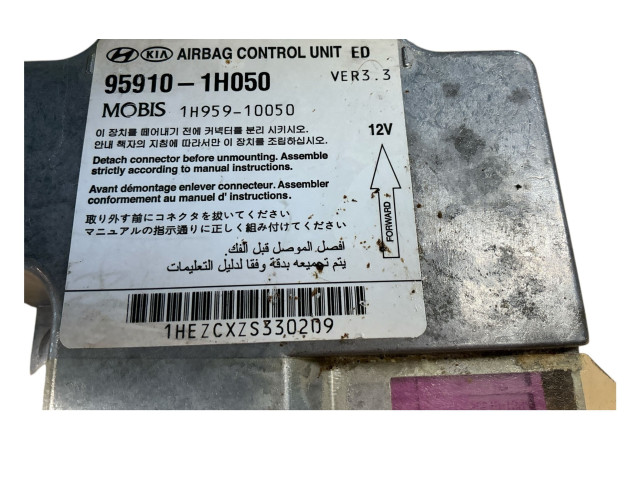 HYUNDAI KIA AIRBAG CONTROL UNIT ED
95910-1H050 VER3.3
MOBIS 1H959-10050
이 장치를 떼어내기 전에 커넥터를 분리 시키시오.
안내 책자의 지침에 따라서만 이 장치를 조립하십시오.
12V
Detach connector before unmounting. Assemble
strictly according to manual instructions.
Avant démontage enlever connecteur. Assembler
conformement au manuel d' instructions.
取り外す前にコネクタを抜いてください
マニュアルの指示通りに正しく組み付けてください
FORWARD
أفصل الموصل قبل الفك.
يتم تجميعه بدقة وفقا لدليل التعليمات
1HEZCXZS330209